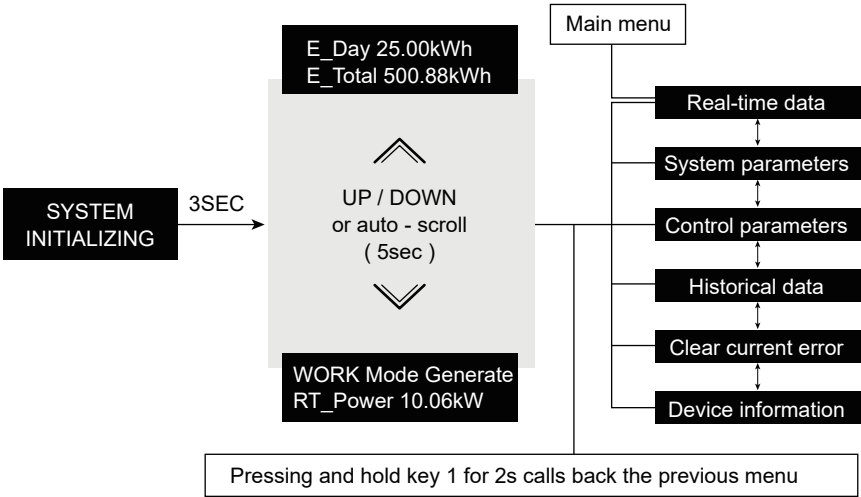 SYSTEM
INITIALIZING
3SEC
E_Day 25.00kWh
E_Total 500.88kWh
UP / DOWN
or auto - scroll
( 5sec )
WORK Mode Generate
RT_Power 10.06kW
Main menu
Real-time data
System parameters
Control parameters
Historical data
Clear current error
Device information
Pressing and hold key 1 for 2s calls back the previous menu